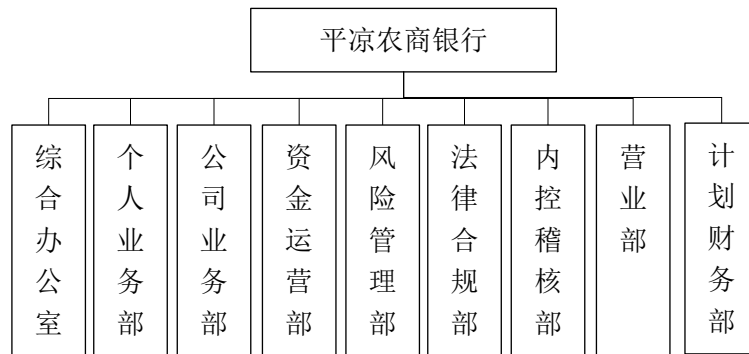 平凉农商银行
综合办公室
个人业务部
公司业务部
资金运营部
风险管理部
法律合规部
内控稽核部
营业部
计划财务部